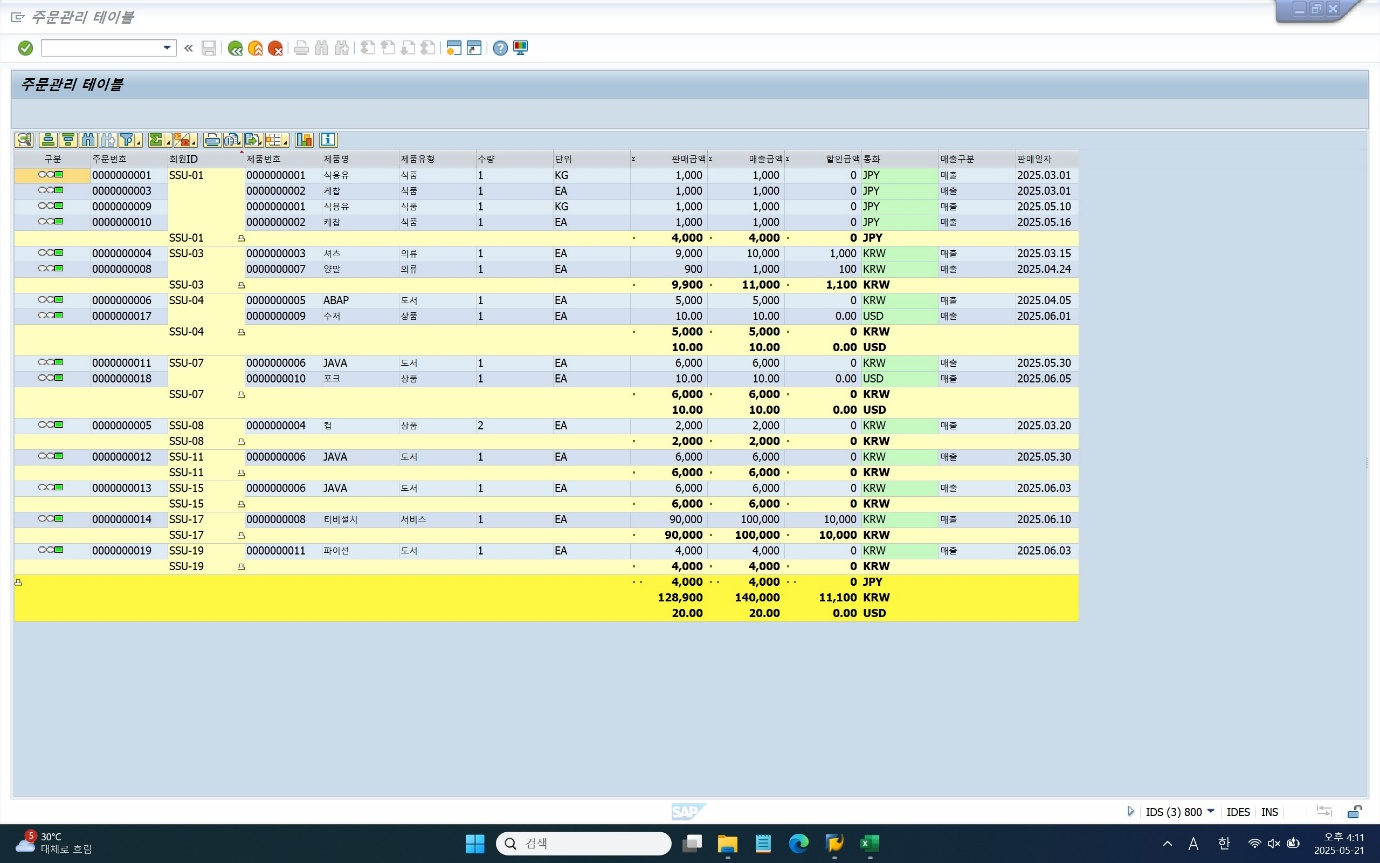 주문관리 테이블
주문관리 테이블
구분 주문번호 회원ID 제품번호 제품명 제품유형 수량 단위 Σ 판매금액 Σ 매출금액 Σ 할인금액 통화 매출구분 판매일자
0000000001 SSU-01 0000000001 식용유 식품 1 KG 1,000 1,000 0 JPY 매출 2025.03.01
0000000003 0000000002 케찹 식품 1 EA 1,000 1,000 0 JPY 매출 2025.03.01
0000000009 0000000001 식용유 식품 1 KG 1,000 1,000 0 JPY 매출 2025.05.10
0000000010 0000000002 케찹 식품 1 EA 1,000 1,000 0 JPY 매출 2025.05.16
SSU-01 4,000 4,000 0 JPY
0000000004 SSU-03 0000000003 셔츠 의류 1 EA 9,000 10,000 1,000 KRW 매출 2025.03.15
0000000008 0000000007 양말 의류 1 EA 900 1,000 100 KRW 매출 2025.04.24
SSU-03 9,900 11,000 1,100 KRW
0000000006 SSU-04 0000000005 ABAP 도서 1 EA 5,000 5,000 0 KRW 매출 2025.04.05
0000000017 0000000009 수저 상품 1 EA 10.00 10.00 0.00 USD 매출 2025.06.01
SSU-04 5,000 5,000 0 KRW
10.00 10.00 0.00 USD
0000000011 SSU-07 0000000006 JAVA 도서 1 EA 6,000 6,000 0 KRW 매출 2025.05.30
0000000018 0000000010 포크 상품 1 EA 10.00 10.00 0.00 USD 매출 2025.06.05
SSU-07 6,000 6,000 0 KRW
10.00 10.00 0.00 USD
0000000005 SSU-08 0000000004 컵 상품 2 EA 2,000 2,000 0 KRW 매출 2025.03.20
SSU-08 2,000 2,000 0 KRW
0000000012 SSU-11 0000000006 JAVA 도서 1 EA 6,000 6,000 0 KRW 매출 2025.05.30
SSU-11 6,000 6,000 0 KRW
0000000013 SSU-15 0000000006 JAVA 도서 1 EA 6,000 6,000 0 KRW 매출 2025.06.03
SSU-15 6,000 6,000 0 KRW
0000000014 SSU-17 0000000008 티비설치 서비스 1 EA 90,000 100,000 10,000 KRW 매출 2025.06.10
SSU-17 90,000 100,000 10,000 KRW
0000000019 SSU-19 0000000011 파이썬 도서 1 EA 4,000 4,000 0 KRW 매출 2025.06.03
SSU-19 4,000 4,000 0 KRW
4,000 4,000 0 JPY
128,900 140,000 11,100 KRW
20.00 20.00 0.00 USD
SAP
IDS (3) 800 IDES INS
5 30°C
대체로 흐림
검색
A 한
오후 4:11
2025-05-21